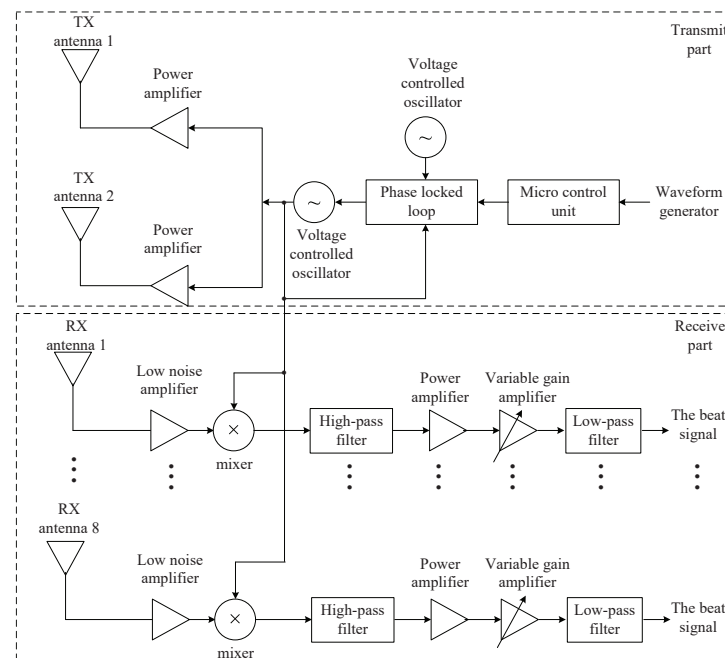 TX
antenna 1
Power
amplifier
TX
antenna 2
Power
amplifier
Voltage
controlled
oscillator
~
~
Voltage
controlled
oscillator
Phase locked
loop
Micro control
unit
Waveform
generator
Transmit
part
RX
antenna 1
Low noise
amplifier
×
mixer
High-pass
filter
Power
amplifier
Variable gain
amplifier
Low-pass
filter
The beat
signal
Receive
part
RX
antenna 8
Low noise
amplifier
×
mixer
High-pass
filter
Power
amplifier
Variable gain
amplifier
Low-pass
filter
The beat
signal